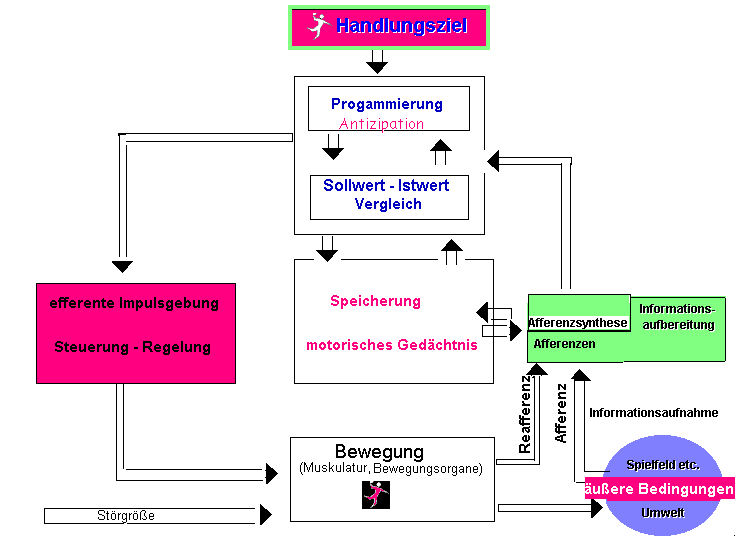 Handlungsziel
Progammierung
Antizipation
Sollwert - Istwert
Vergleich
efferente Impulsgebung
Steuerung - Regelung
Speicherung
motorisches Gedächtnis
Afferenzsynthese
Afferenzen
Informations-
aufbereitung
Reafferenz
Afferenz
Informationsaufnahme
Bewegung
(Muskulatur, Bewegungsorgane)
Störgröße
Spielfeld etc.
äußere Bedingungen
Umwelt